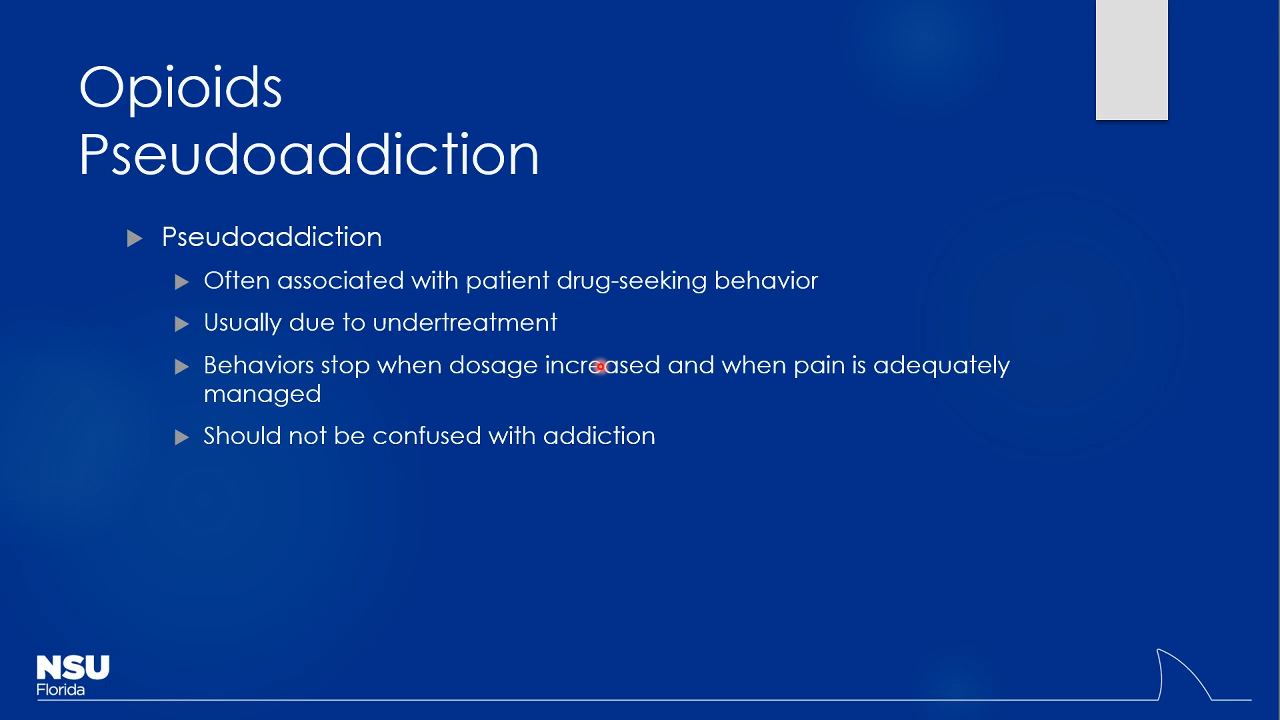 Opioids
Pseudoaddiction
Pseudoaddiction
Often associated with patient drug-seeking behavior
Usually due to undertreatment
Behaviors stop when dosage increased and when pain is adequately
managed
Should not be confused with addiction
NSU
Florida